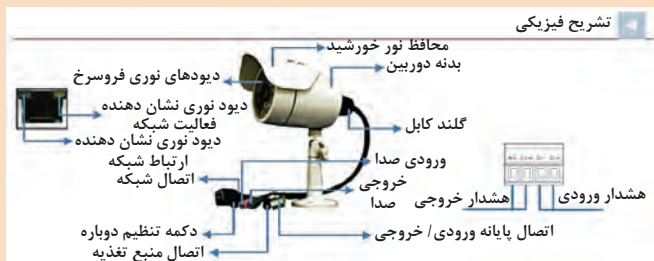 تشریح فیزیکی
محافظ نور خورشید
بدنه دوربین
دیودهای نوری فروسرخ
دیود نوری نشان دهنده
فعالیت شبکه
دیود نوری نشان دهنده
ارتباط شبکه
گلند کابل
ورودی صدا
اتصال شبکه
خروجی
صدا
هشدار ورودی
هشدار خروجی
دکمه تنظیم دوباره
اتصال پایانه ورودی/ خروجی
اتصال منبع تغذیه